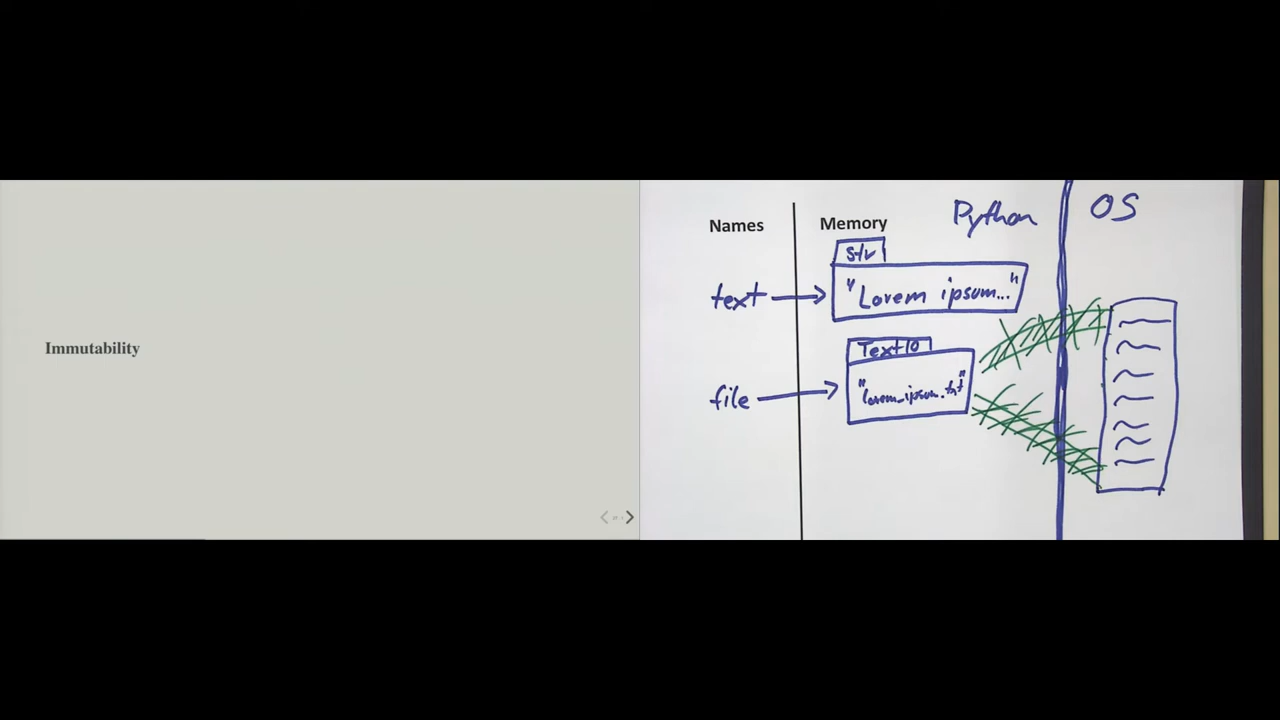 Immutability
Names
Memory
Python
OS
str
text
"Lorem ipsum..."
TextIO
file
"lorem_ipsum.txt"